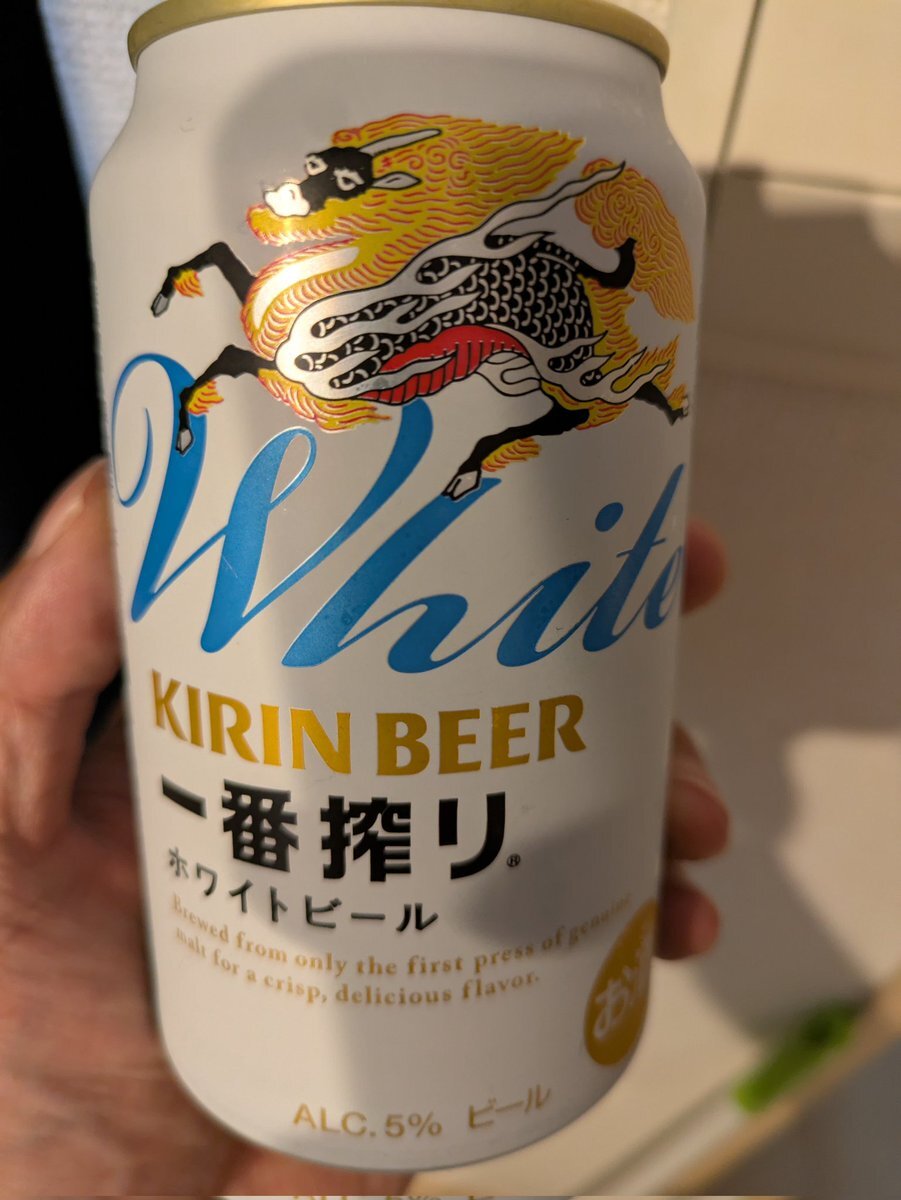 White
KIRIN BEER
一番搾り®
ホワイトビール
Brewed from only the first press of genuine
malt for a crisp, delicious flavor.
お
ALC.5% ビール